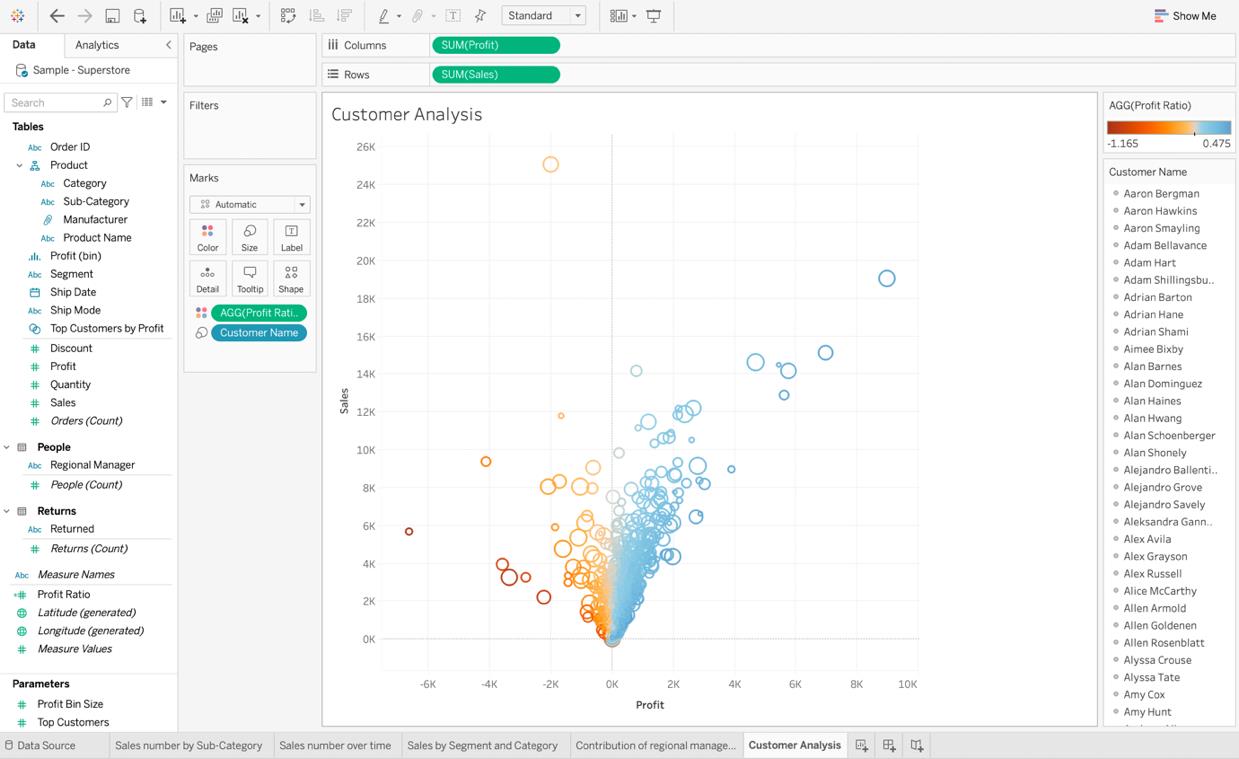 Standard
Show Me
Data
Analytics
Sample - Superstore
Search
Tables
Order ID
Product
Category
Sub-Category
Manufacturer
Product Name
Profit (bin)
Segment
Ship Date
Ship Mode
Top Customers by Profit
Discount
Profit
Quantity
Sales
Orders (Count)
People
Regional Manager
People (Count)
Returns
Returned
Returns (Count)
Measure Names
Profit Ratio
Latitude (generated)
Longitude (generated)
Measure Values
Parameters
Profit Bin Size
Top Customers
Pages
Filters
Marks
Automatic
Color
Size
Label
Detail
Tooltip
Shape
AGG(Profit Rati..
Customer Name
Columns
SUM(Profit)
Rows
SUM(Sales)
Customer Analysis
26K
24K
22K
20K
18K
16K
14K
12K
10K
8K
6K
4K
2K
0K
Sales
-6K
-4K
-2K
0K
2K
4K
6K
8K
10K
Profit
AGG(Profit Ratio)
-1.165
0.475
Customer Name
Aaron Bergman
Aaron Hawkins
Aaron Smayling
Adam Bellavance
Adam Hart
Adam Shillingsbu..
Adrian Barton
Adrian Hane
Adrian Shami
Aimee Bixby
Alan Barnes
Alan Dominguez
Alan Haines
Alan Hwang
Alan Schoenberger
Alan Shonely
Alejandro Ballenti..
Alejandro Grove
Alejandro Savely
Aleksandra Gann..
Alex Avila
Alex Grayson
Alex Russell
Alice McCarthy
Allen Arnold
Allen Goldenen
Allen Rosenblatt
Alyssa Crouse
Alyssa Tate
Amy Cox
Amy Hunt
Data Source
Sales number by Sub-Category
Sales number over time
Sales by Segment and Category
Contribution of regional manage...
Customer Analysis